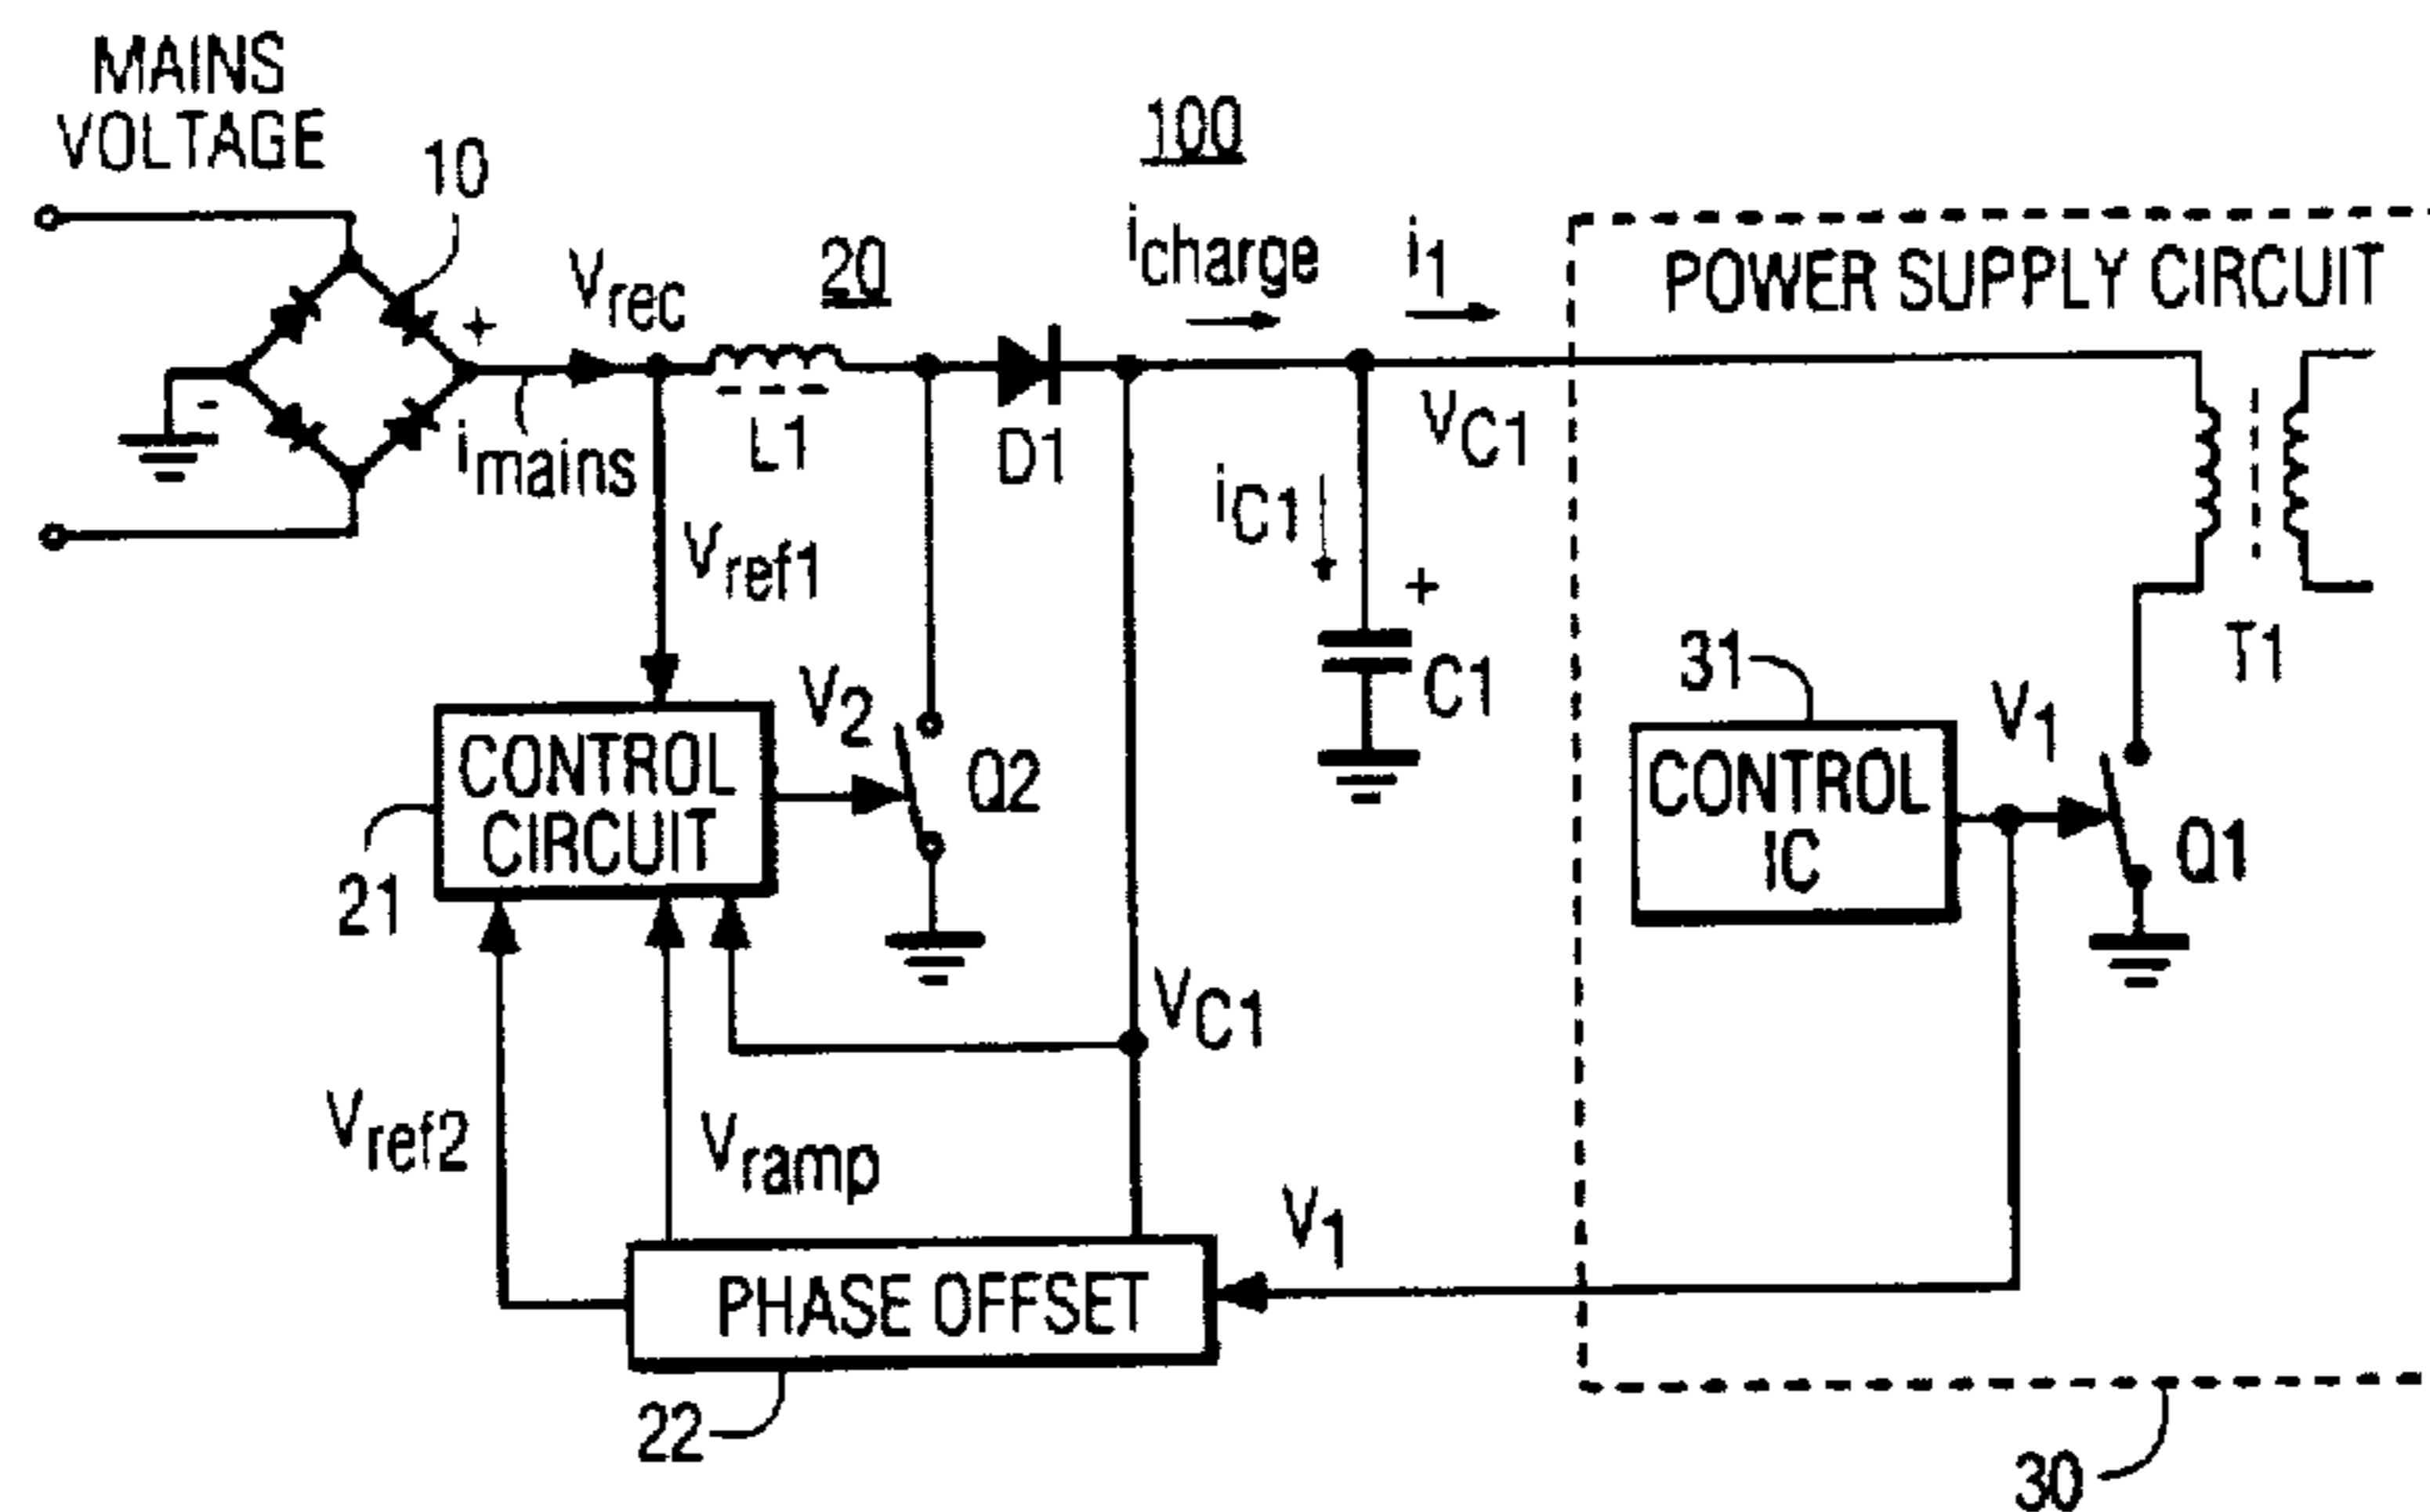 MAINS
VOLTAGE
10
100
Vrec
20
icharge
i1
POWER SUPPLY CIRCUIT
+
-
imains
L1
D1
VC1
iC1
Vref1
+
C1
T1
31
V2
V1
CONTROL
CIRCUIT
Q2
CONTROL
IC
Q1
21
VC1
Vref2
Vramp
V1
PHASE OFFSET
22
30